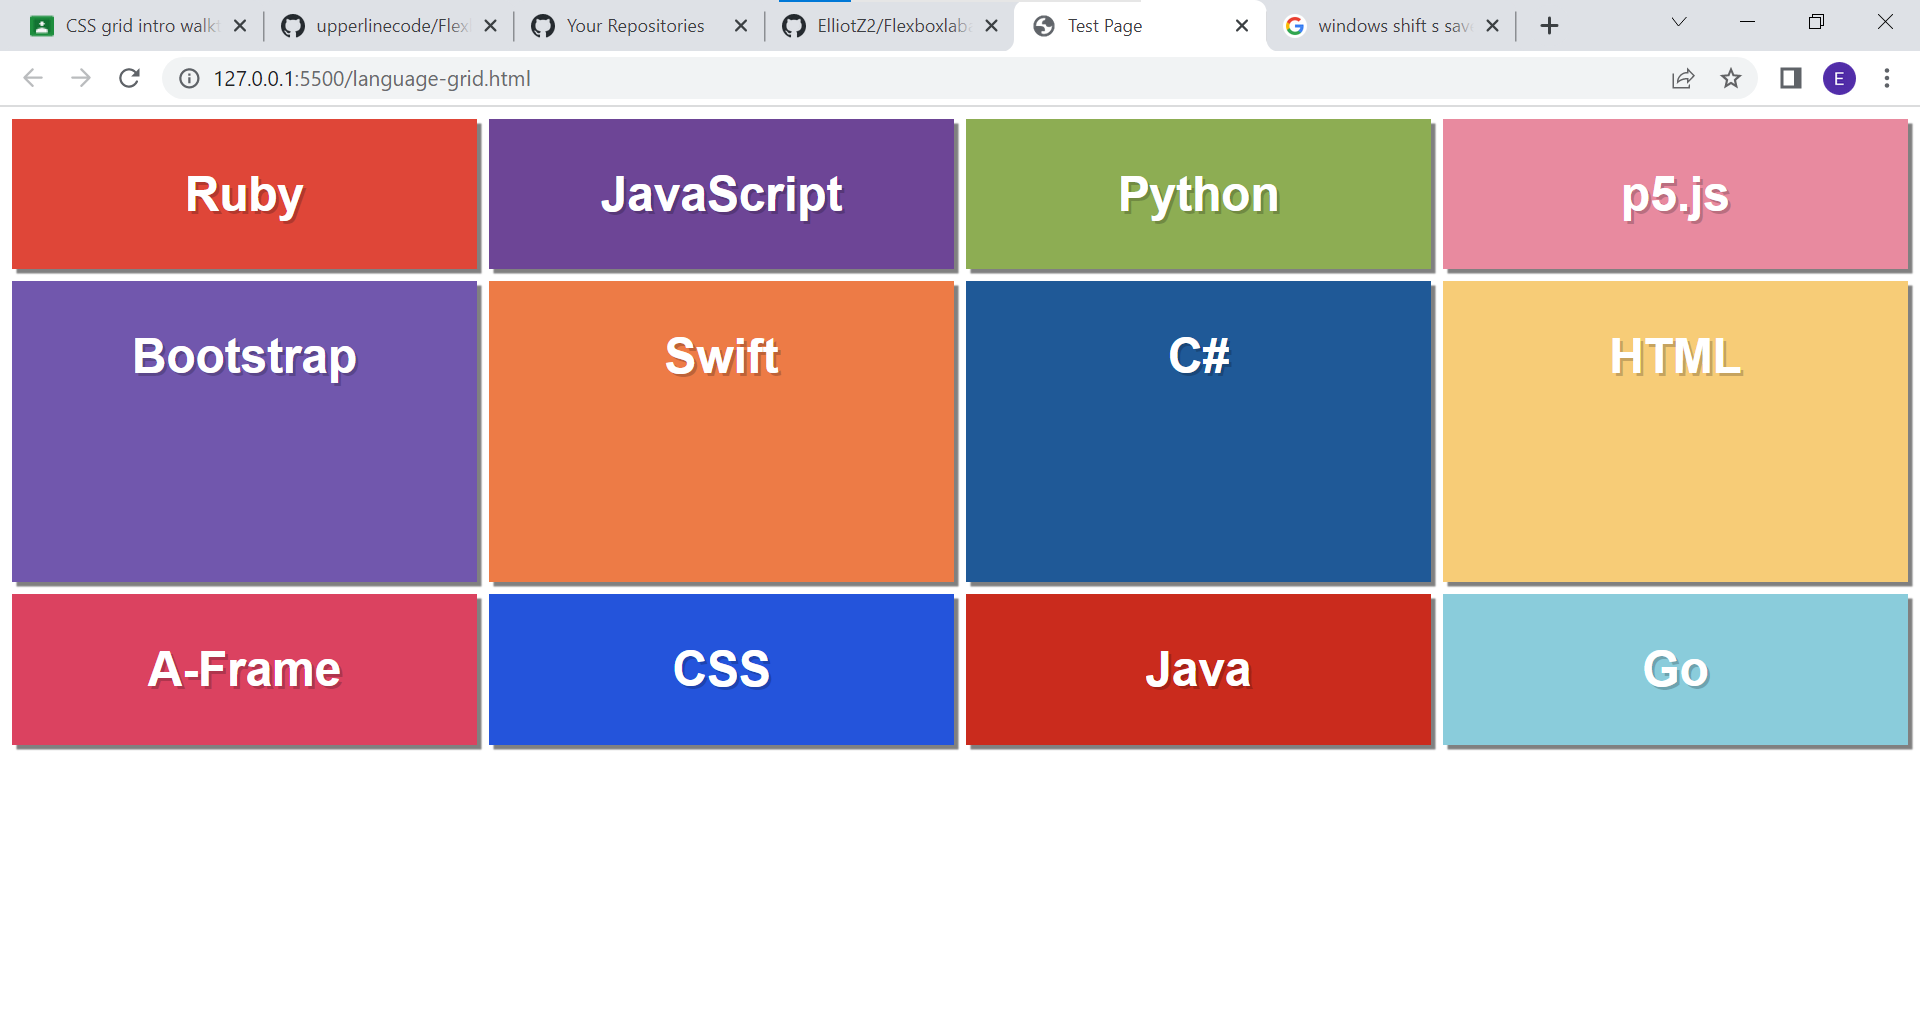 CSS grid intro walkt
upperlinecode/Flex
Your Repositories
ElliotZ2/Flexboxlab
Test Page
windows shift s sav
127.0.0.1:5500/language-grid.html
E
Ruby
JavaScript
Python
p5.js
Bootstrap
Swift
C#
HTML
A-Frame
CSS
Java
Go